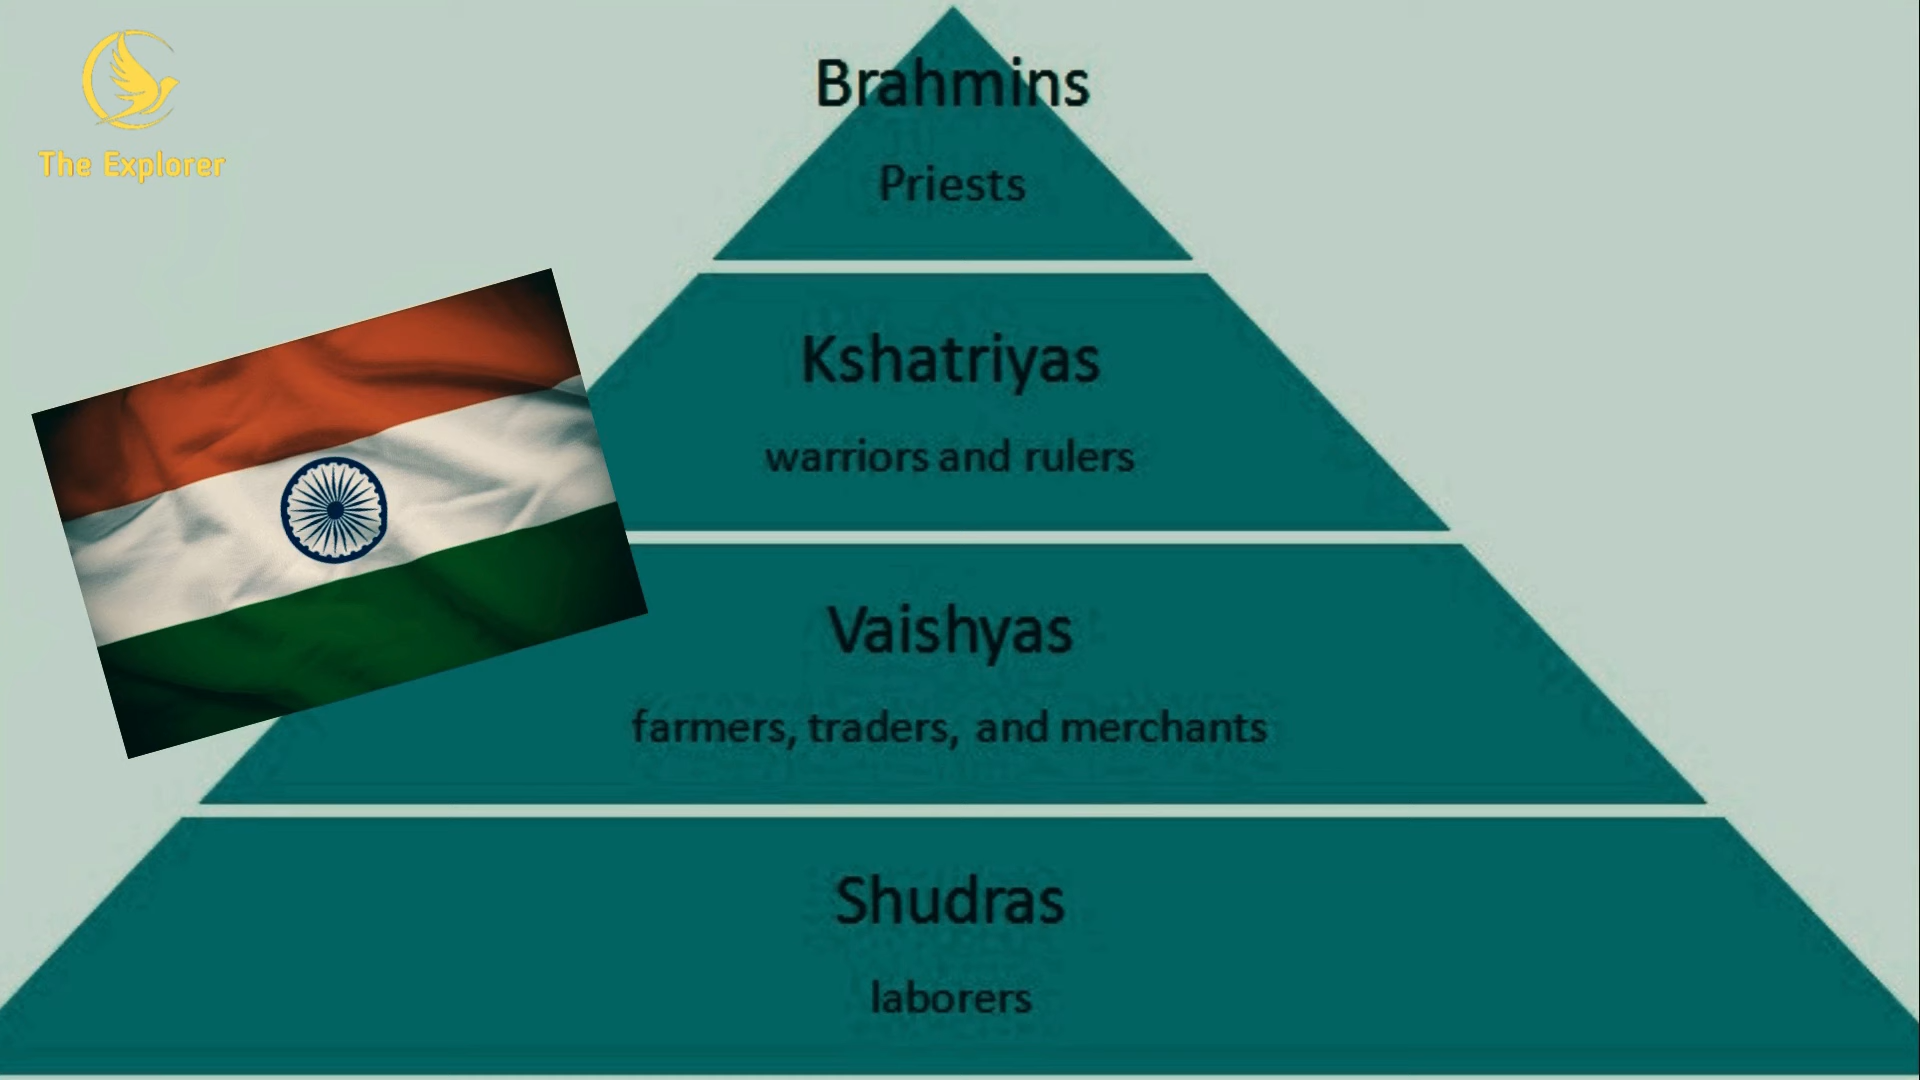 The Explorer
Brahmins
Priests
Kshatriyas
warriors and rulers
Vaishyas
farmers, traders, and merchants
Shudras
laborers